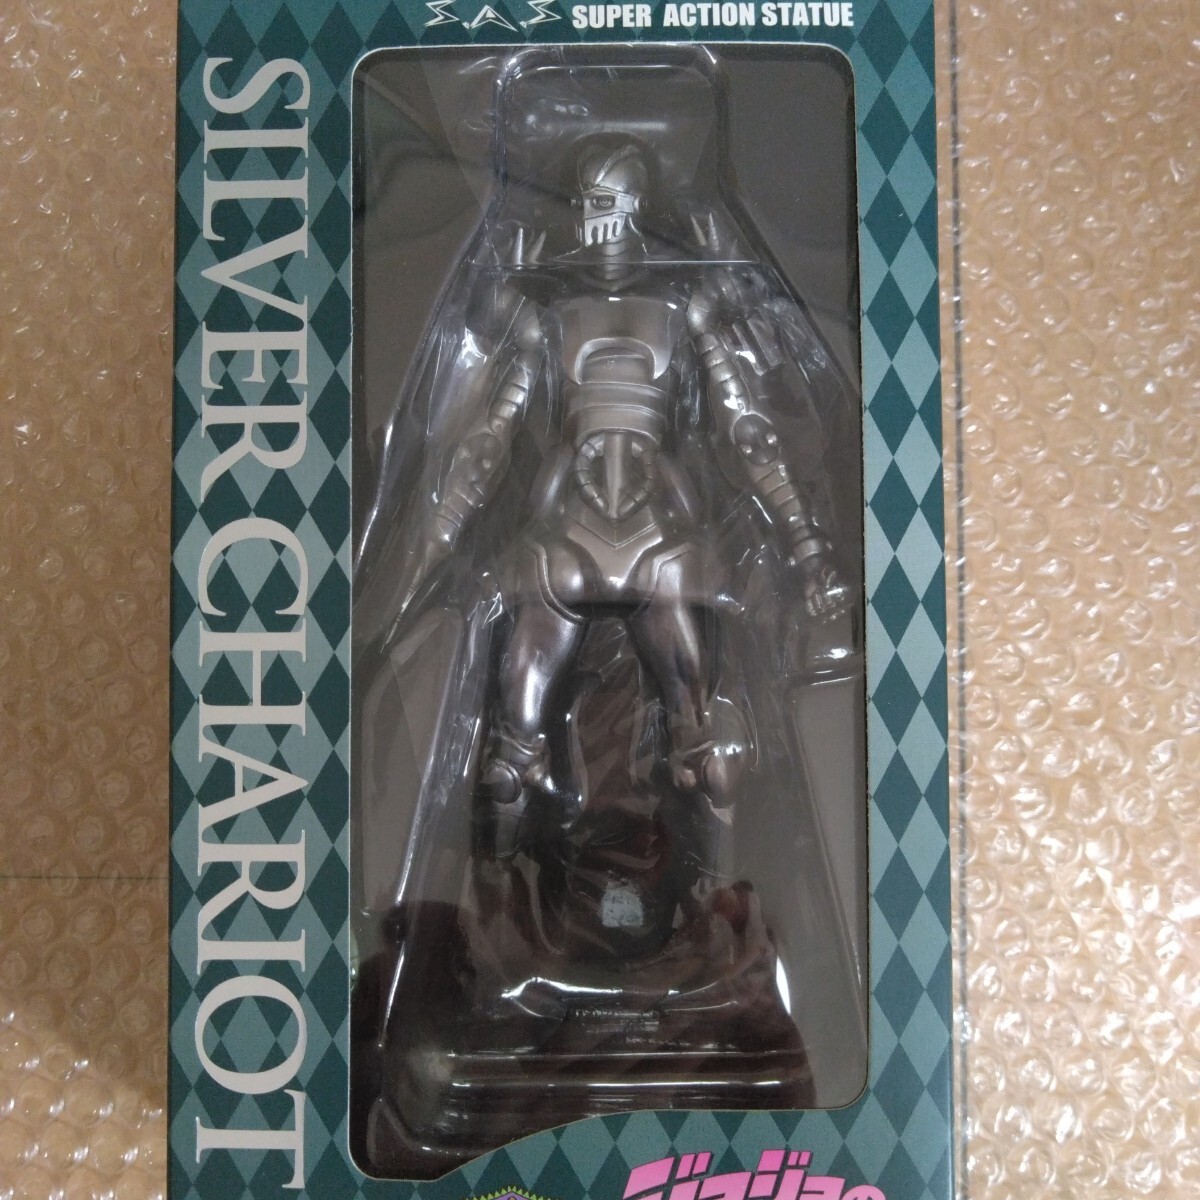 S.A.S SUPER ACTION STATUE
SILVER CHARIOT
ジョジョの